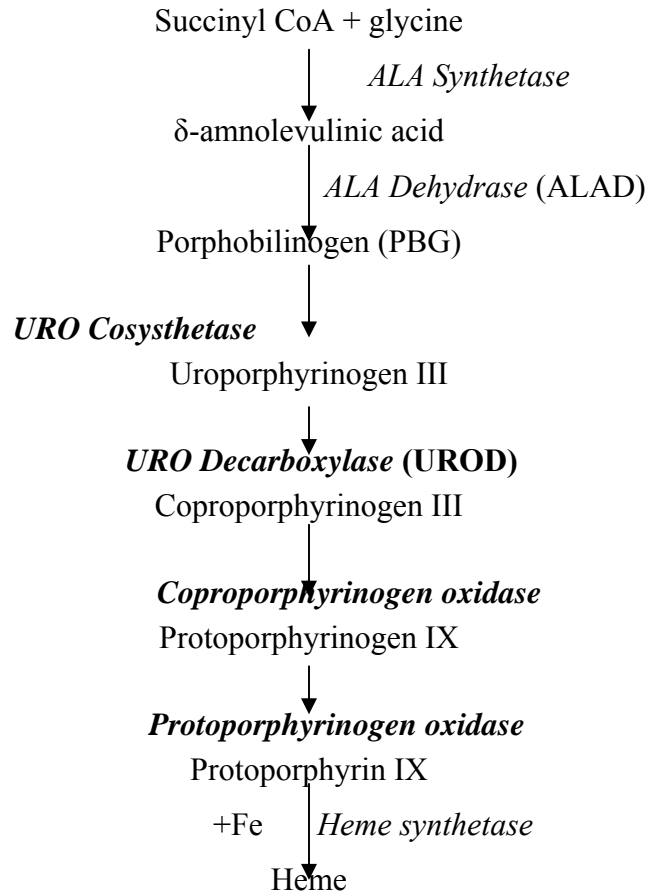 Succinyl CoA + glycine
ALA Synthetase
δ-amnolevulinic acid
ALA Dehydrase (ALAD)
Porphobilinogen (PBG)
URO Cosysthetase
Uroporphyrinogen III
URO Decarboxylase (UROD)
Coproporphyrinogen III
Coproporphyrinogen oxidase
Protoporphyrinogen IX
Protoporphyrinogen oxidase
Protoporphyrin IX
+Fe Heme synthetase
Heme